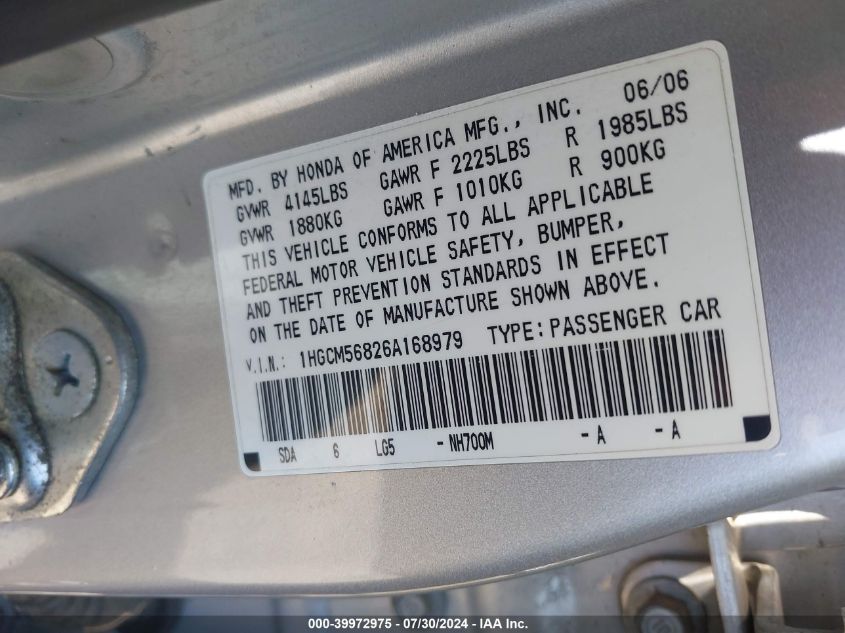 06/06
MFD. BY HONDA OF AMERICA MFG., INC.
GVWR 4145LBS GAWR F 2225LBS R 1985LBS
GVWR 1880KG GAWR F 1010KG R 900KG
THIS VEHICLE CONFORMS TO ALL APPLICABLE
FEDERAL MOTOR VEHICLE SAFETY, BUMPER,
AND THEFT PREVENTION STANDARDS IN EFFECT
ON THE DATE OF MANUFACTURE SHOWN ABOVE.
V.I.N.: 1HGCM56826A168979 TYPE:PASSENGER CAR
SDA 6 LG5 -NH700M -A -A
000-39972975 / 07/30/2024 - IAA Inc.